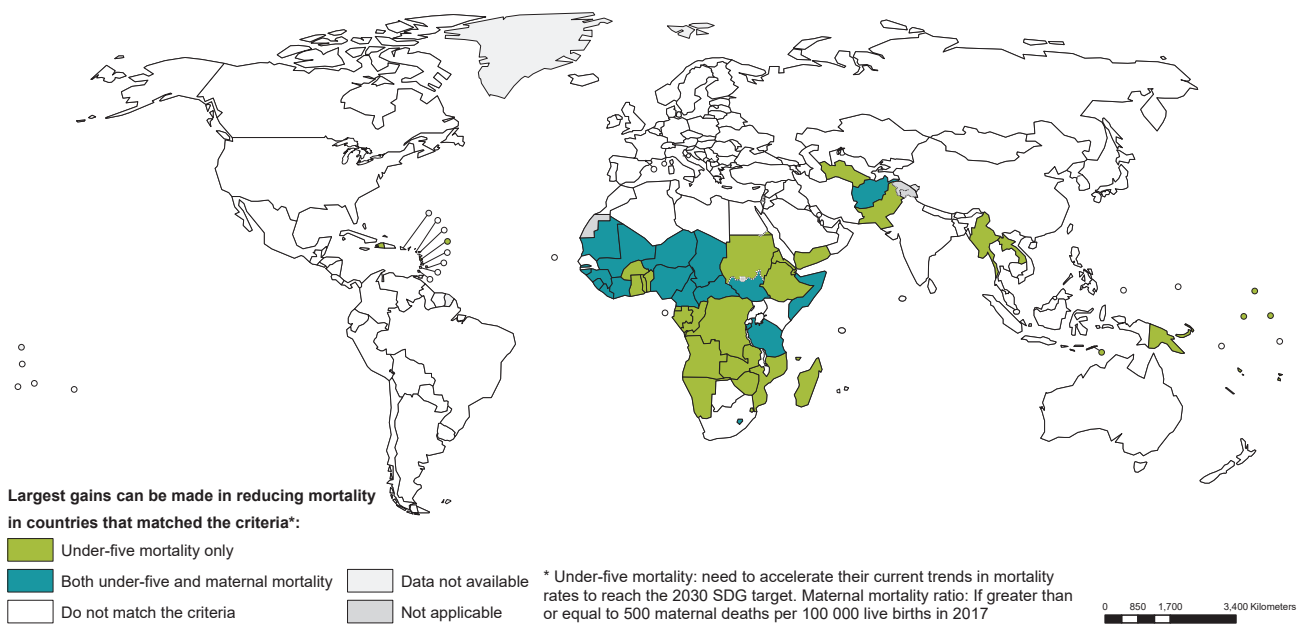 Largest gains can be made in reducing mortality
in countries that matched the criteria*:
Under-five mortality only
Both under-five and maternal mortality
Do not match the criteria
Data not available
Not applicable
* Under-five mortality: need to accelerate their current trends in mortality
rates to reach the 2030 SDG target. Maternal mortality ratio: If greater than
or equal to 500 maternal deaths per 100 000 live births in 2017
0 850 1,700 3,400 Kilometers